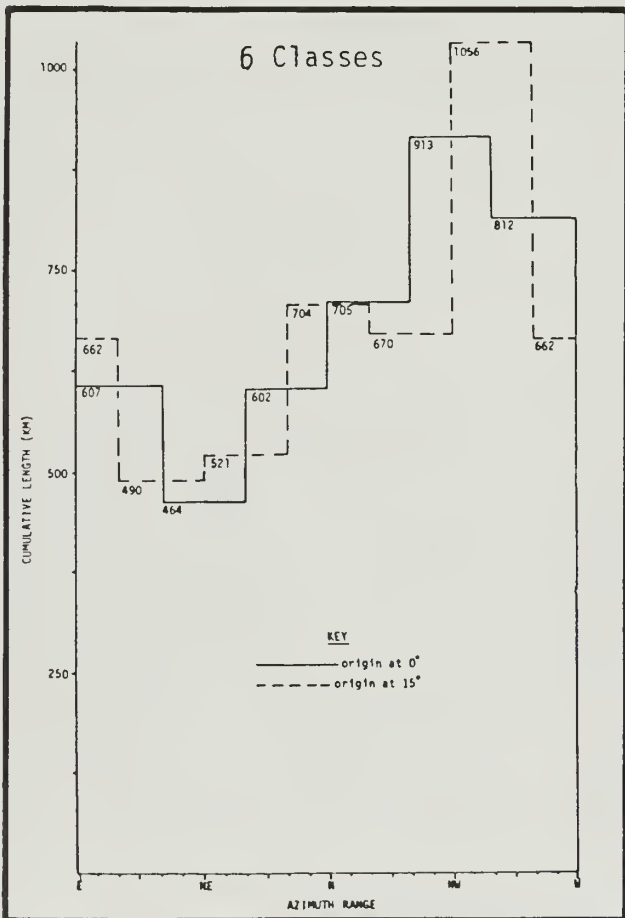 6 Classes
1000
1056
913
812
750
704
705
670
662
662
607
602
CUMULATIVE LENGTH (KM)
500
521
490
464
KEY
origin at 0°
origin at 15°
250
E
NE
N
NW
W
AZIMUTH RANGE